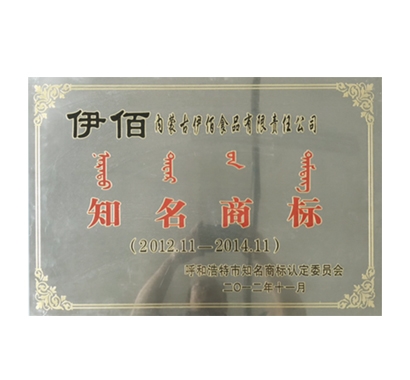 伊佰 内蒙古伊佰食品有限责任公司
知名商标
(2012.11—2014.11)
呼和浩特市知名商标认定委员会
二〇一二年十一月